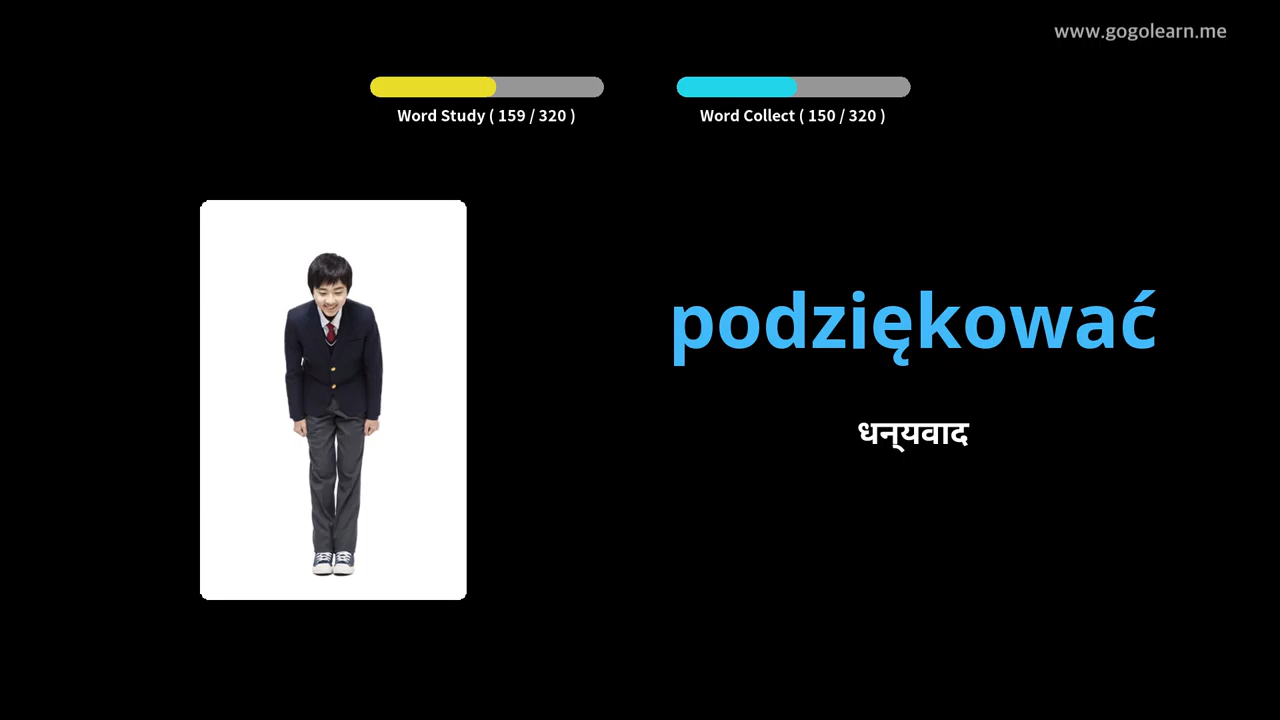 www.gogolearn.me
Word Study ( 159 / 320 )
Word Collect ( 150 / 320 )
podziękować
धन्यवाद